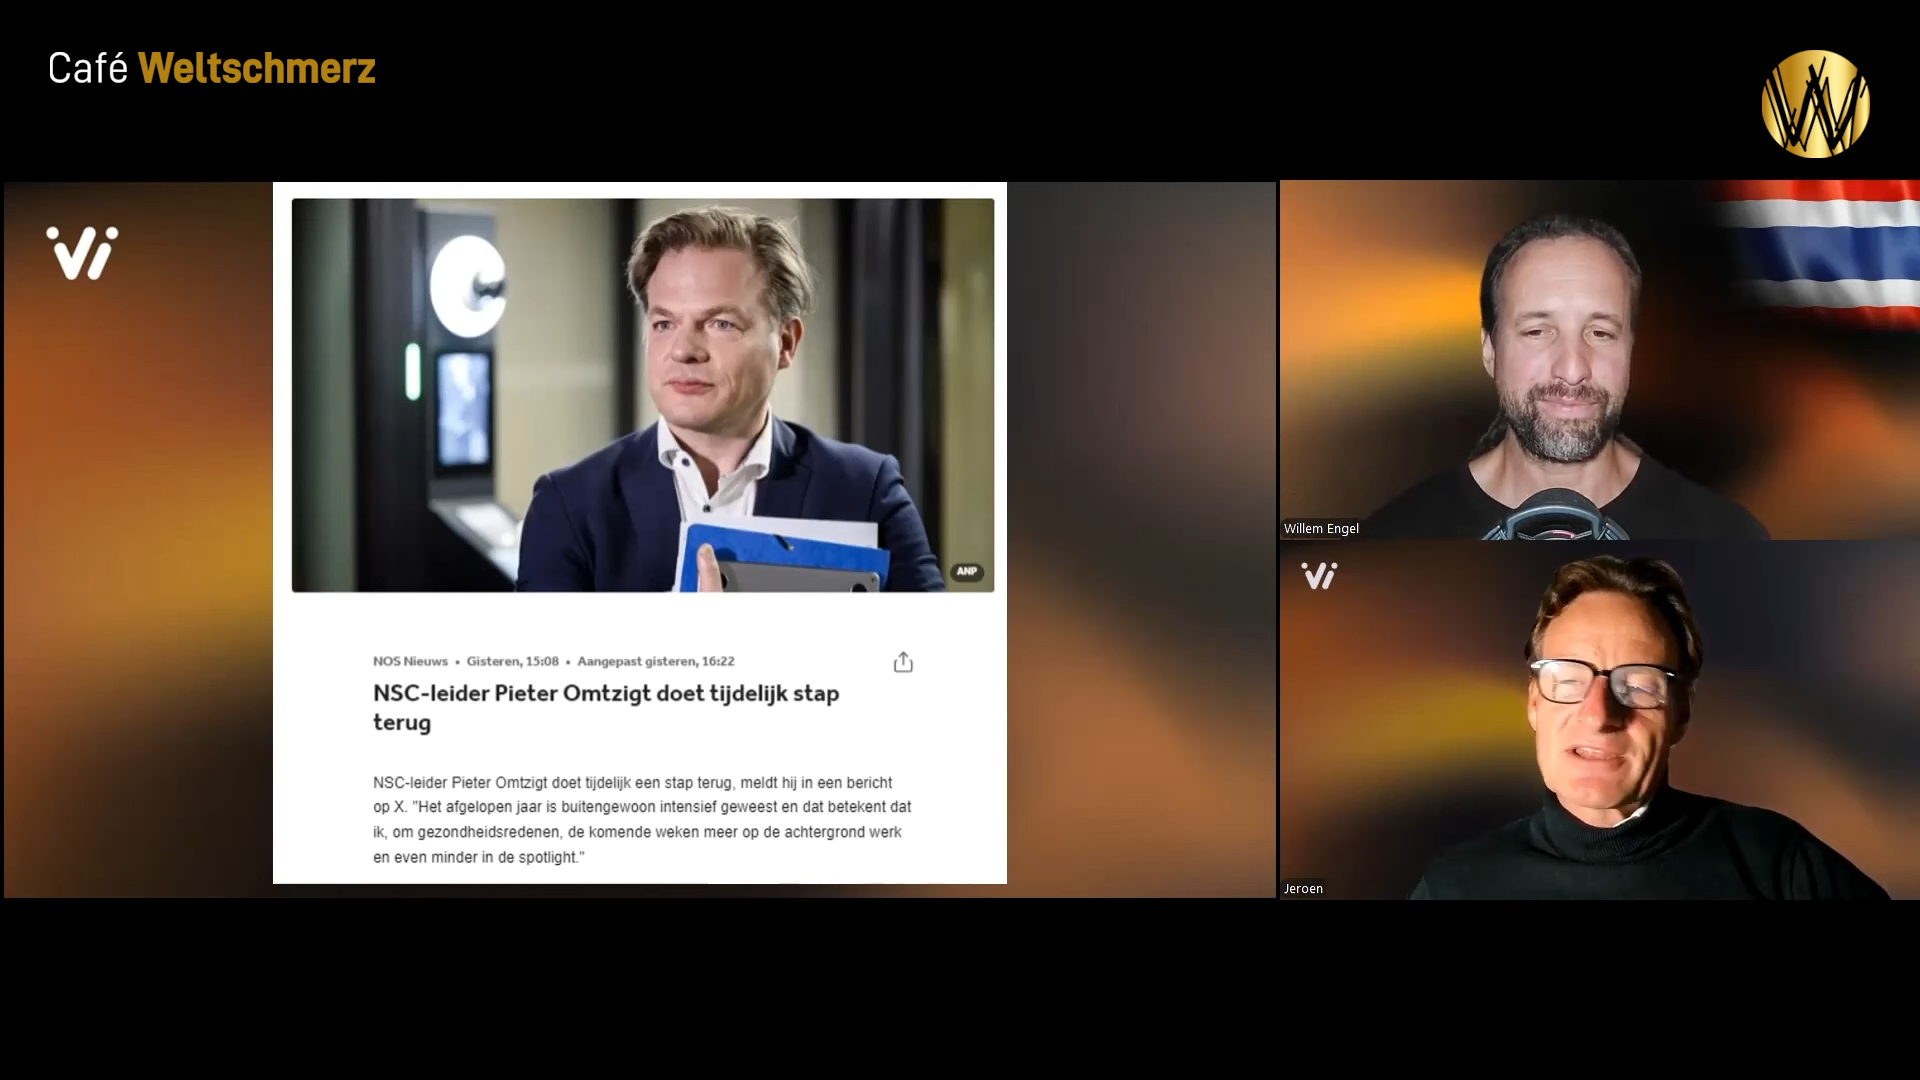 Café Weltschmerz
ANP
NOS Nieuws • Gisteren, 15:08 • Aangepast gisteren, 16:22
NSC-leider Pieter Omtzigt doet tijdelijk stap
terug
NSC-leider Pieter Omtzigt doet tijdelijk een stap terug, meldt hij in een bericht
op X. "Het afgelopen jaar is buitengewoon intensief geweest en dat betekent dat
ik, om gezondheidsredenen, de komende weken meer op de achtergrond werk
en even minder in de spotlight."
Willem Engel
Jeroen